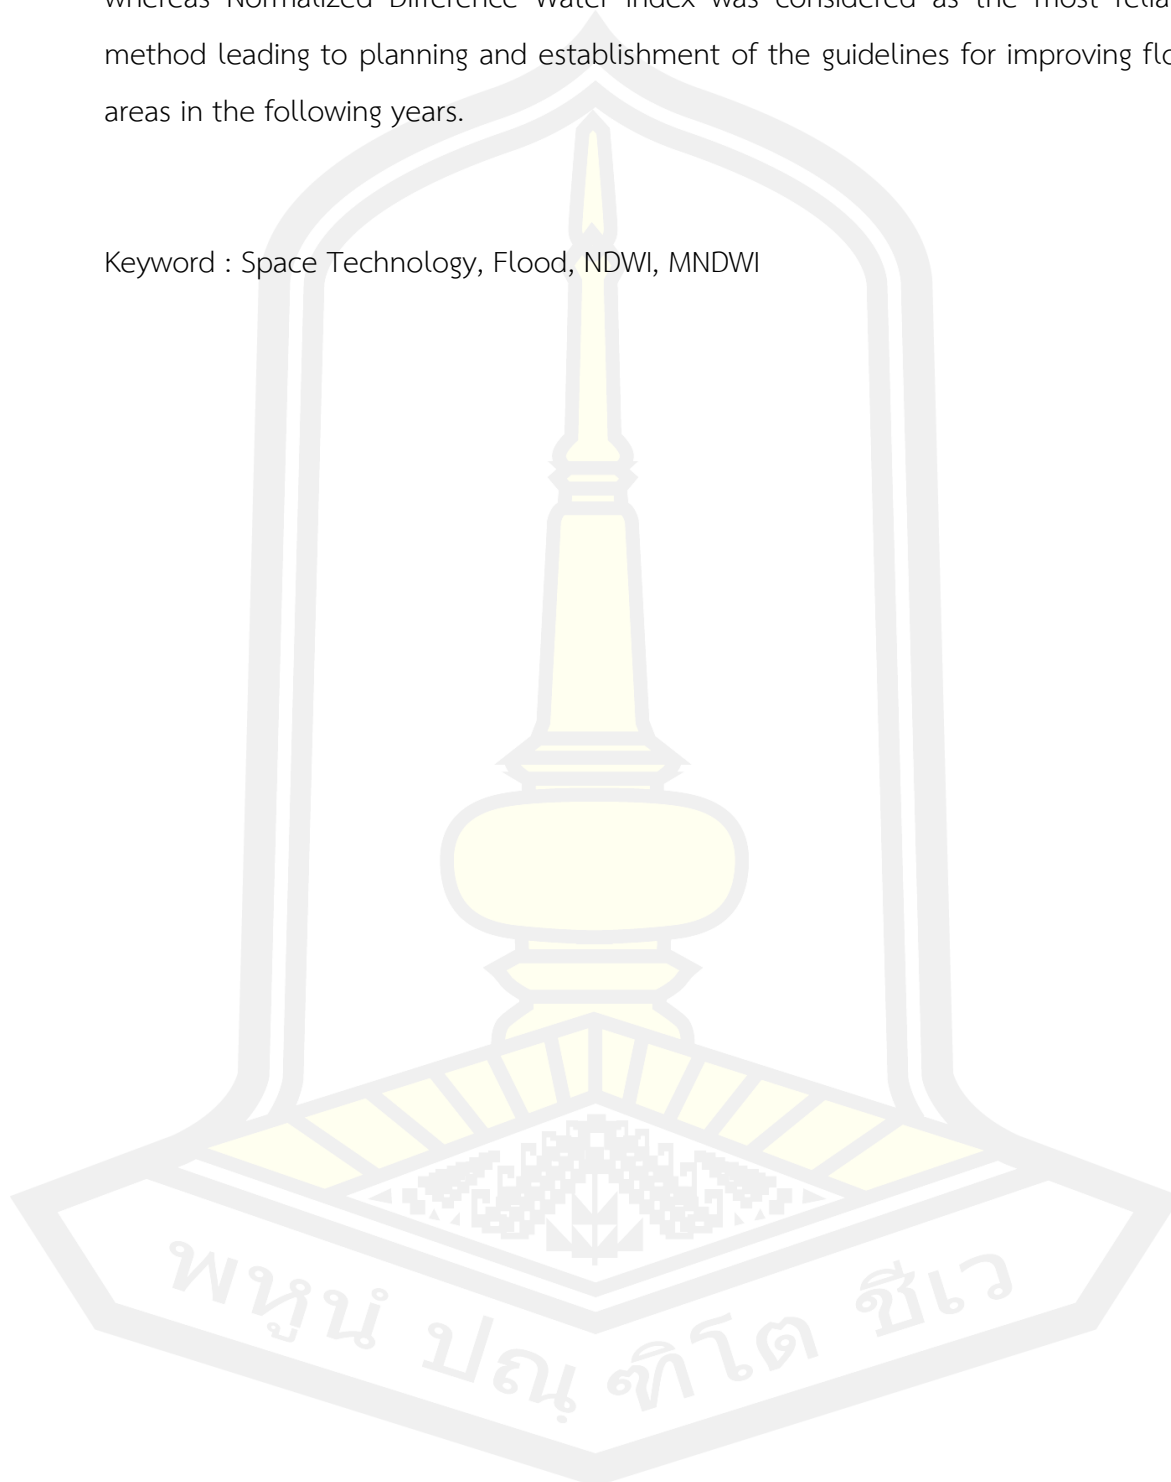 whereas Normalized Difference Water Index was considered as the most
method leading to planning and establishment of the guidelines for improving
areas in the following years.
Keyword : Space Technology, Flood, NDWI, MNDWI
พหูนํ ปณฺฑิโต ชีเว